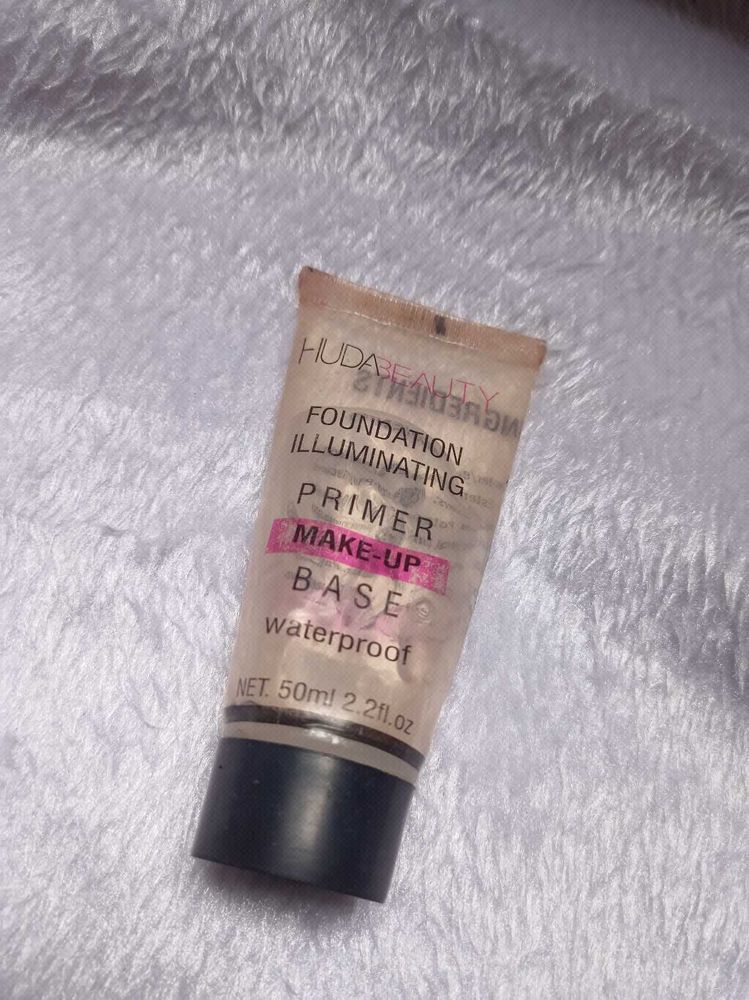 HUDABEAUTY
INGREDIENTS
FOUNDATION
ILLUMINATING
PRIMER
MAKE-UP
BASE
waterproof
NET. 50ml 2.2fl.oz